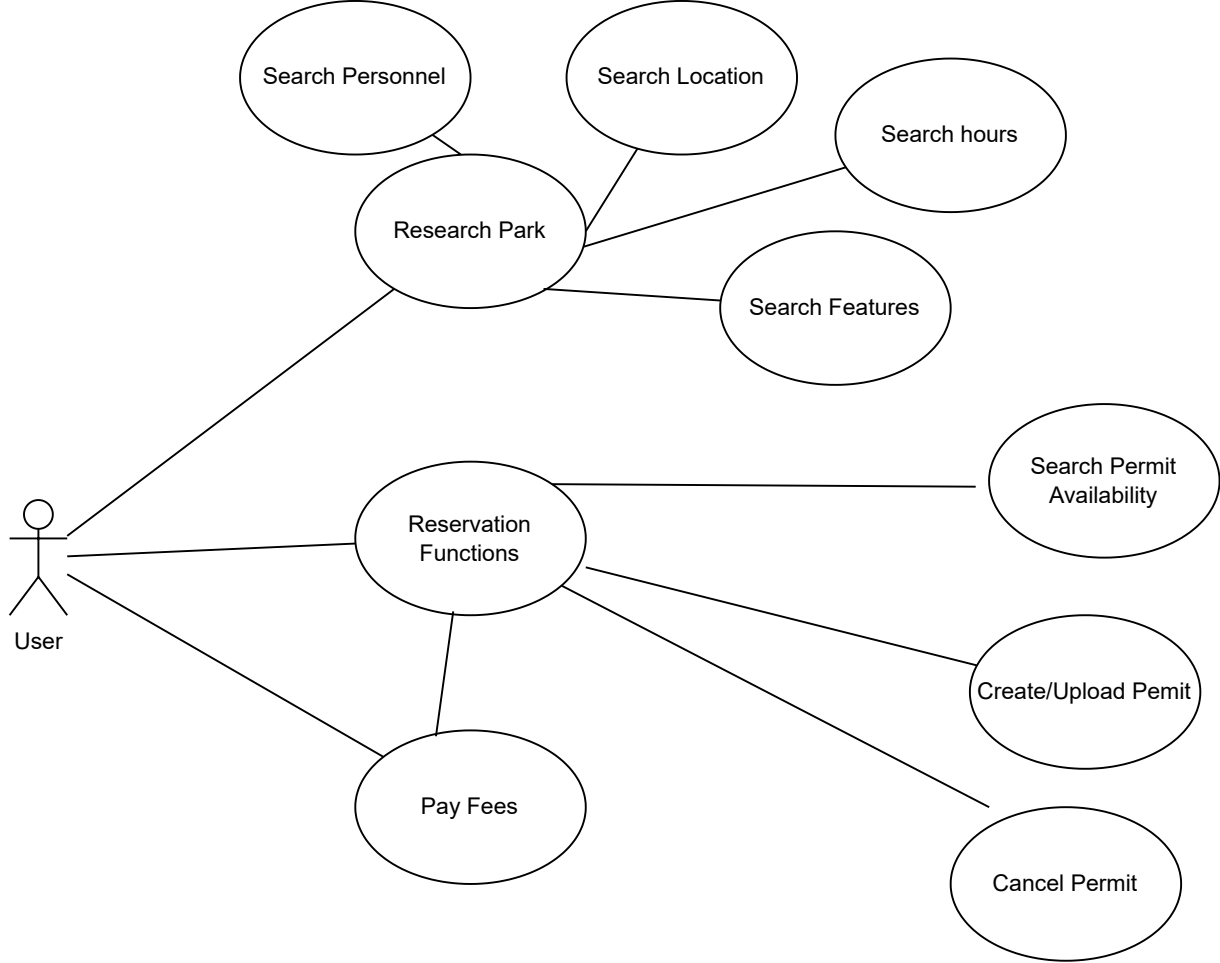 Search Personnel
Search Location
Search hours
Research Park
Search Features
Search Permit
Availability
Reservation
Functions
User
Create/Upload Pemit
Pay Fees
Cancel Permit